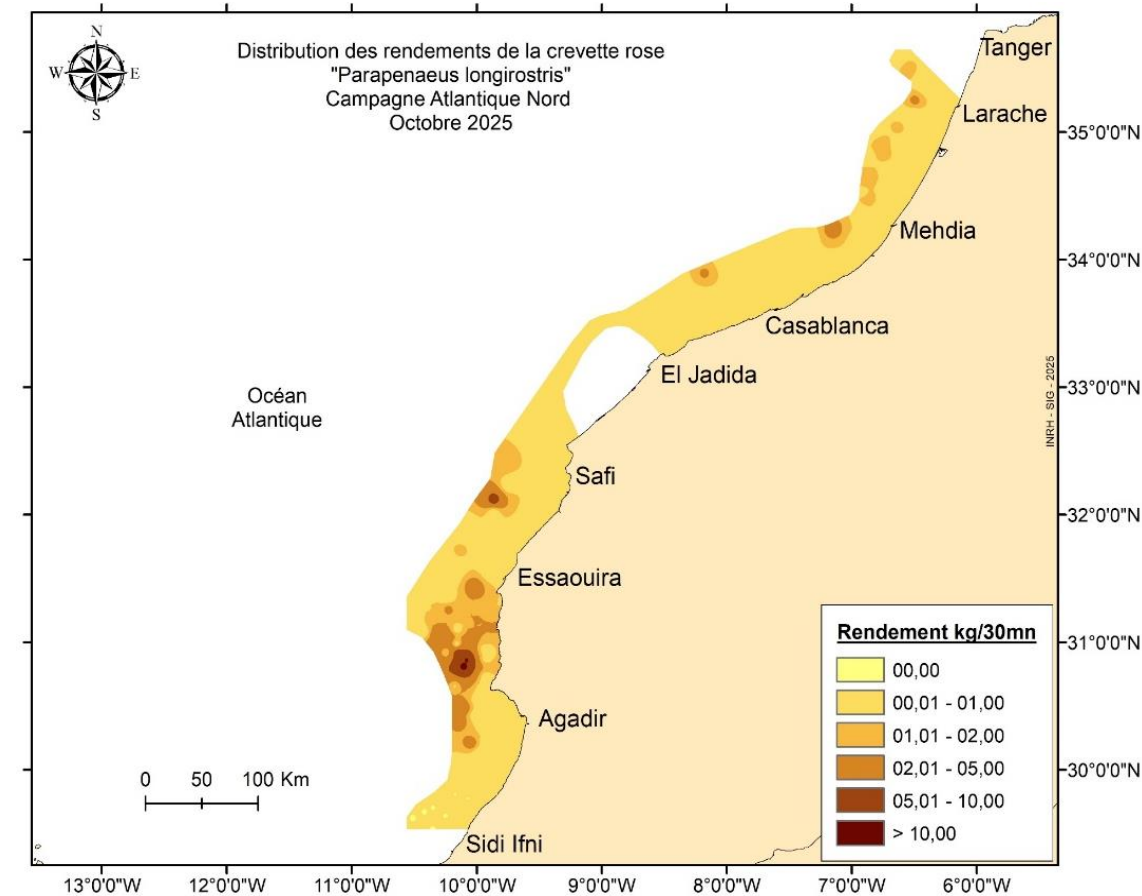 N
W
E
S
Distribution des rendements de la crevette rose
"Parapenaeus longirostris"
Campagne Atlantique Nord
Octobre 2025
Tanger
Larache
35°0'0"N
Mehdia
34°0'0"N
Casablanca
El Jadida
INRH - SIG - 2025
33°0'0"N
Océan
Atlantique
Safi
32°0'0"N
Essaouira
31°0'0"N
Agadir
30°0'0"N
Sidi Ifni
Rendement kg/30mn
00,00
00,01 - 01,00
01,01 - 02,00
02,01 - 05,00
05,01 - 10,00
> 10,00
0 50 100 Km
13°0'0"W 12°0'0"W 11°0'0"W 10°0'0"W 9°0'0"W 8°0'0"W 7°0'0"W 6°0'0"W